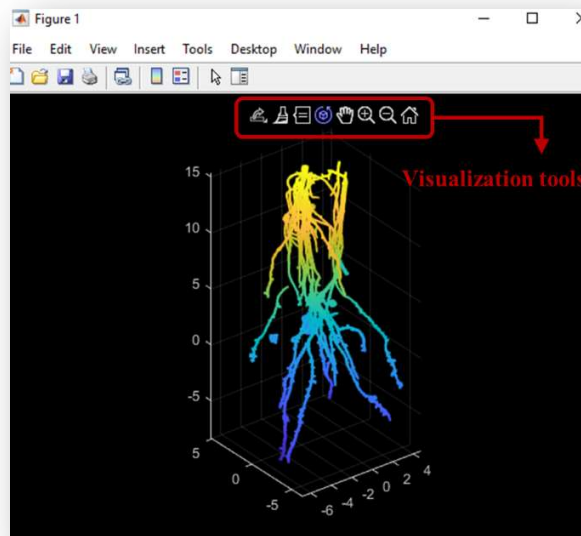 Figure 1
File Edit View Insert Tools Desktop Window Help
Visualization tools
15
10
5
0
-5
5
0
-5
-6 -4 -2 0 2 4